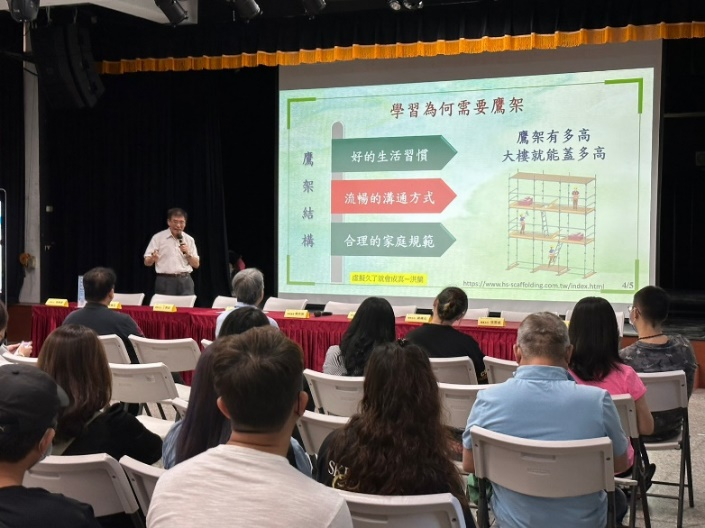 學習為何需要鷹架
鷹架結構
好的生活習慣
流暢的溝通方式
合理的家庭規範
鷹架有多高
大樓就能蓋多高
https://www.hs-scaffolding.com.tw/index.html
4/5